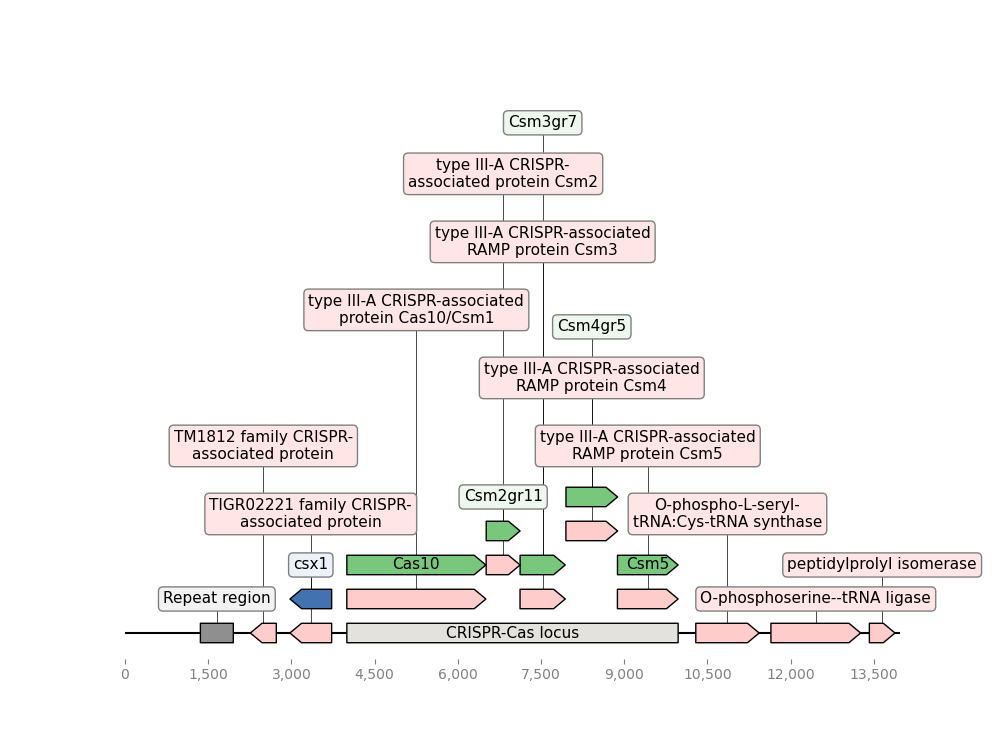 Csm3gr7
type III-A CRISPR-
associated protein Csm2
type III-A CRISPR-associated
RAMP protein Csm3
type III-A CRISPR-associated
protein Cas10/Csm1
Csm4gr5
type III-A CRISPR-associated
RAMP protein Csm4
TM1812 family CRISPR-
associated protein
type III-A CRISPR-associated
RAMP protein Csm5
Csm2gr11
TIGR02221 family CRISPR-
associated protein
O-phospho-L-seryl-
tRNA:Cys-tRNA synthase
csx1
Cas10
Csm5
peptidylprolyl isomerase
Repeat region
O-phosphoserine--tRNA ligase
CRISPR-Cas locus
0 1,500 3,000 4,500 6,000 7,500 9,000 10,500 12,000 13,500